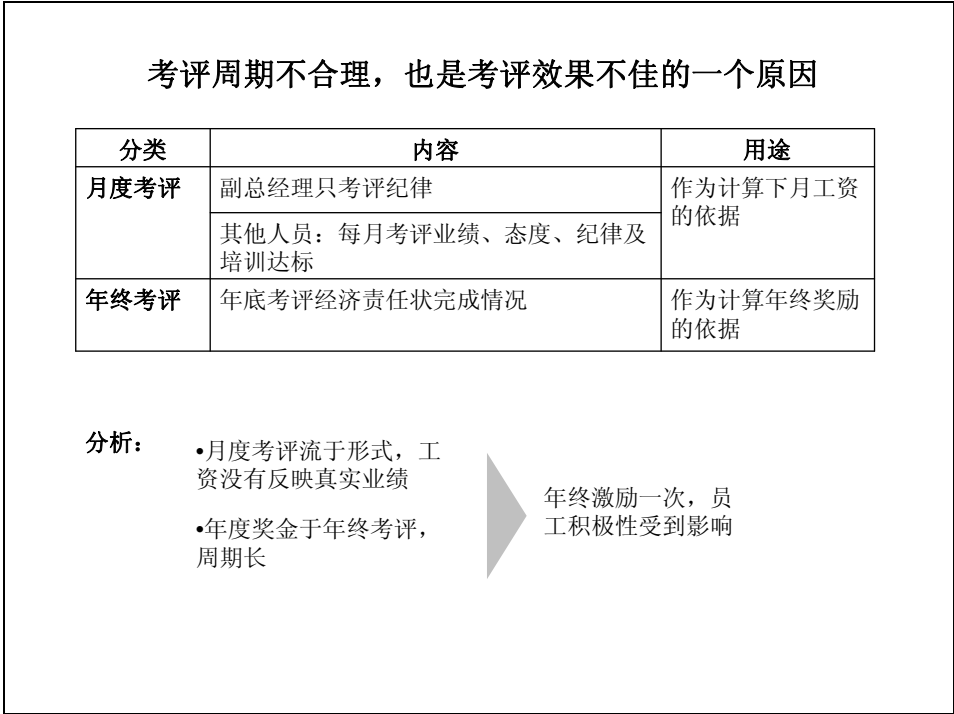 考评周期不合理，也是考评效果不佳的一个原因
分类 内容 用途
月度考评 副总经理只考评纪律 作为计算下月工资
的依据
其他人员：每月考评业绩、态度、纪律及
培训达标
年终考评 年底考评经济责任状完成情况 作为计算年终奖励
的依据
分析：
•月度考评流于形式，工
资没有反映真实业绩
•年度奖金于年终考评，
周期长
年终激励一次，员
工积极性受到影响